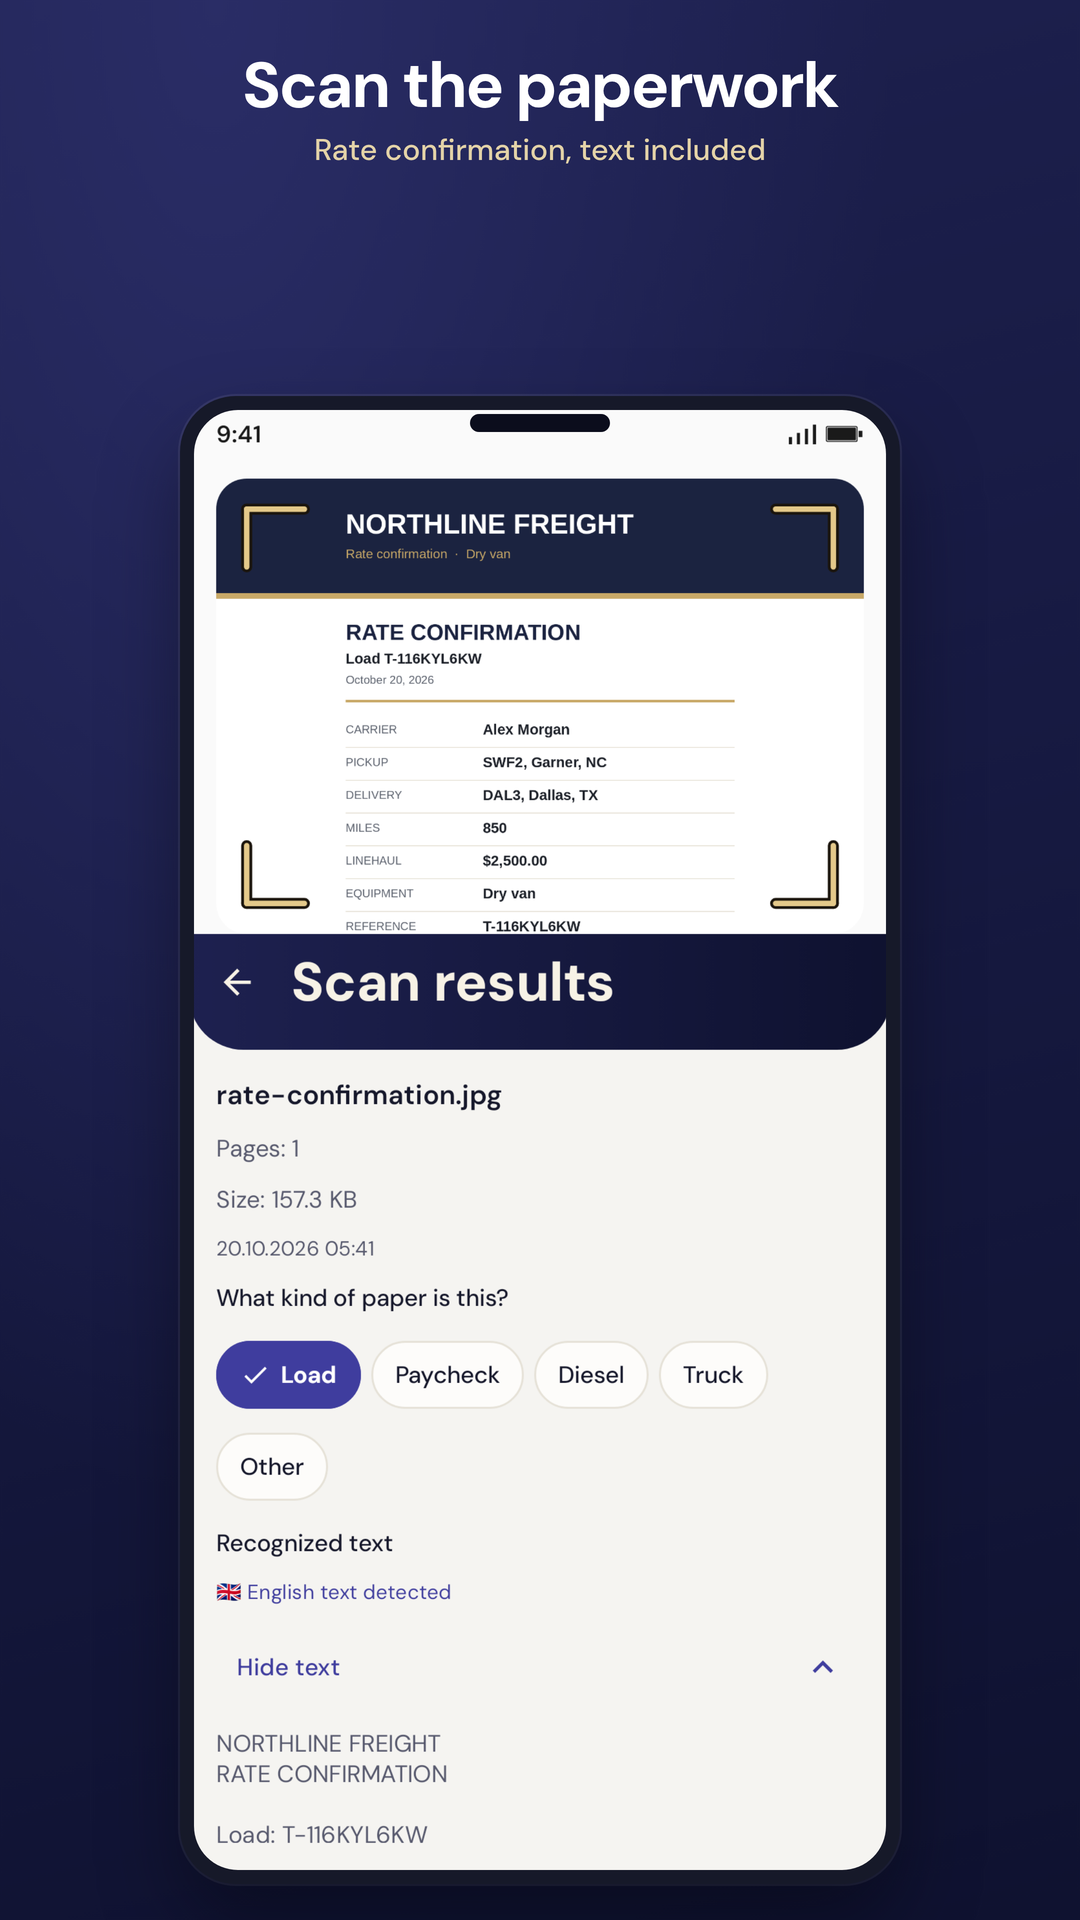 Scan the paperwork
Rate confirmation, text included
9:41
NORTHLINE FREIGHT
Rate confirmation · Dry van
RATE CONFIRMATION
Load T-116KYL6KW
October 20, 2026
CARRIER Alex Morgan
PICKUP SWF2, Garner, NC
DELIVERY DAL3, Dallas, TX
MILES 850
LINEHAUL $2,500.00
EQUIPMENT Dry van
REFERENCE T-116KYL6KW
Scan results
rate-confirmation.jpg
Pages: 1
Size: 157.3 KB
20.10.2026 05:41
What kind of paper is this?
Load Paycheck Diesel Truck
Other
Recognized text
🇬🇧 English text detected
Hide text
NORTHLINE FREIGHT
RATE CONFIRMATION
Load: T-116KYL6KW